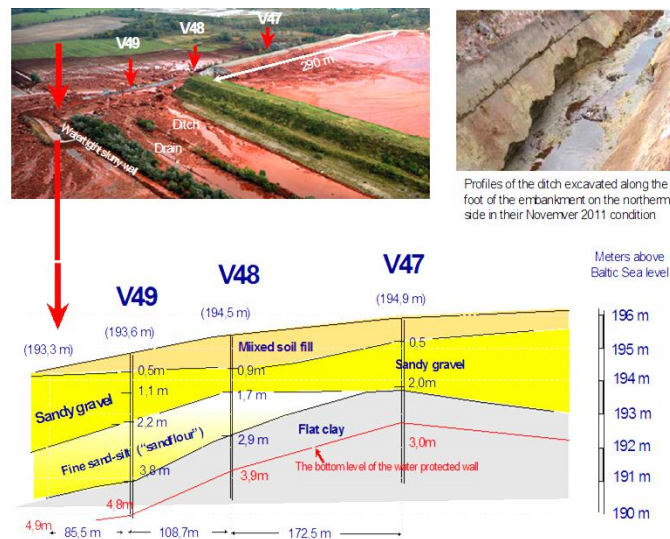 V49
V48
V47
290 m
Ditch
Drain
Watertight slurry wall
Profiles of the ditch excavated along the
foot of the embankment on the northern
side in their Novemver 2011 condition
Meters above
Baltic Sea level
V49
V48
V47
(193,3 m)
(193,6 m)
(194,5 m)
(194,9 m)
196 m
195 m
194 m
193 m
192 m
191 m
190 m
Miixed soil fill
Sandy gravel
Sandy gravel
Fine sand-silt ("sandflour")
Flat clay
The bottom level of the water protected wall
0,5m
1,1m
2,2m
3,8m
4,8m
4,9m
0,9m
1,7m
2,9m
3,9m
0,5
2,0m
3,0m
85,5 m
108,7m
172,5 m